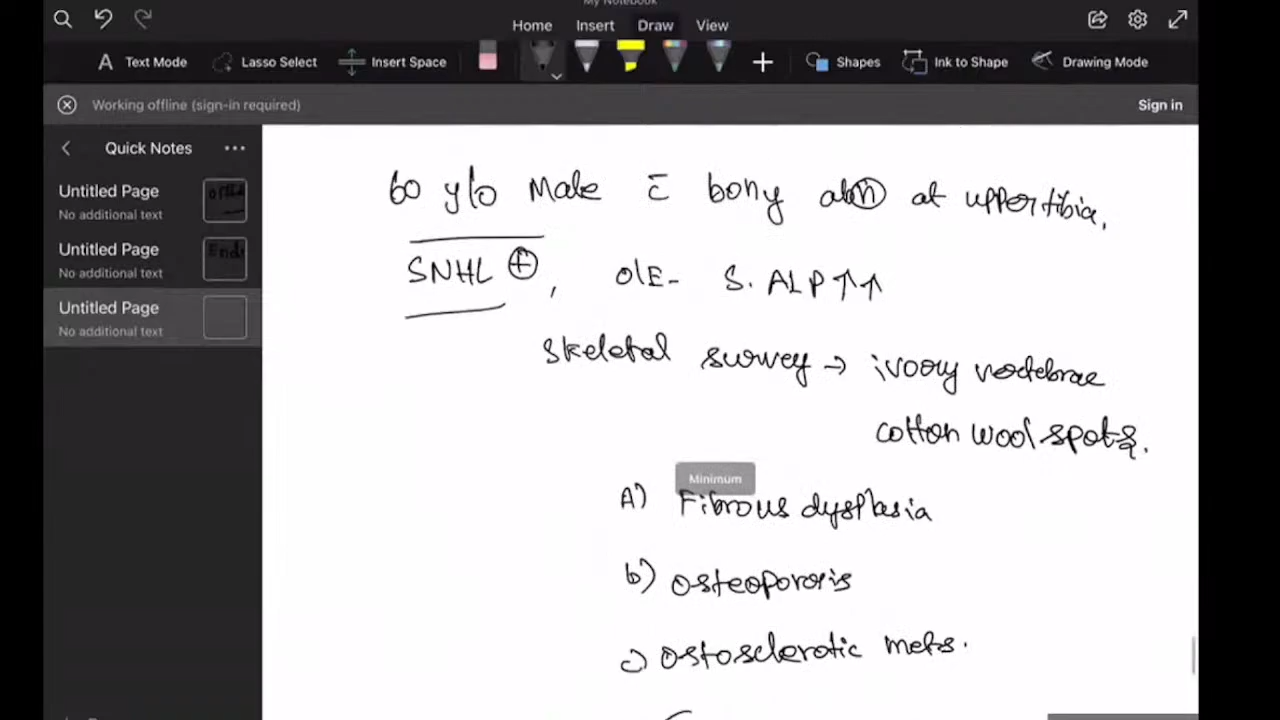 My Notebook
Home Insert Draw View
Text Mode Lasso Select Insert Space Shapes Ink to Shape Drawing Mode
Working offline (sign-in required) Sign in
Quick Notes
Untitled Page
No additional text
Untitled Page
No additional text
Untitled Page
No additional text
60 y/o Male c̄ bony abn at upper tibia,
SNHL ⊕, O/E- S. ALP ↑↑
skeletal survey → ivory vertebrae
cotton wool spots.
Minimum
A) Fibrous dysplasia
b) osteoporosis
c) ostosclerotic mets.